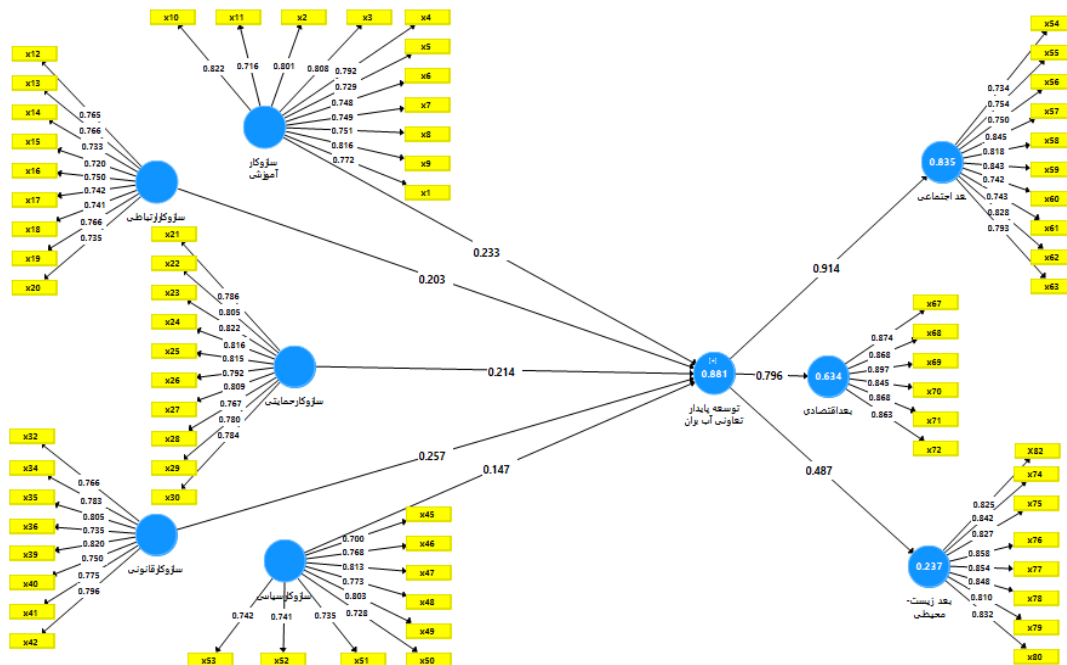 x10
x11
x2
x3
x4
x5
x6
x7
x8
x9
x1
0.822
0.716
0.801
0.808
0.792
0.729
0.748
0.749
0.751
0.816
0.772
سازوکار
آموزشی
x12
x13
x14
x15
x16
x17
x18
x19
x20
0.765
0.766
0.733
0.720
0.750
0.742
0.741
0.766
0.735
سازوکارارتباطی
x21
x22
x23
x24
x25
x26
x27
x28
x29
x30
0.786
0.805
0.822
0.816
0.815
0.792
0.809
0.767
0.780
0.784
سازوکارحمایتی
x32
x34
x35
x36
x39
x40
x41
x42
0.766
0.783
0.805
0.735
0.820
0.750
0.775
0.796
سازوکارقانونی
x45
x46
x47
x48
x49
x50
x51
x52
x53
0.700
0.768
0.813
0.773
0.803
0.728
0.735
0.741
0.742
سازوکارسیاسی
0.233
0.203
0.214
0.257
0.147
[+]
0.881
توسعه پایدار
تعاونی آب بران
0.914
0.796
0.487
x54
x55
x56
x57
x58
x59
x60
x61
x62
x63
0.734
0.754
0.750
0.845
0.818
0.843
0.742
0.743
0.828
0.793
0.835
بعد اجتماعی
x67
x68
x69
x70
x71
x72
0.874
0.868
0.897
0.845
0.868
0.863
0.634
بعداقتصادی
X82
x74
x75
x76
x77
x78
x79
x80
0.825
0.842
0.827
0.858
0.854
0.848
0.810
0.832
0.237
بعد زیست-
محیطی